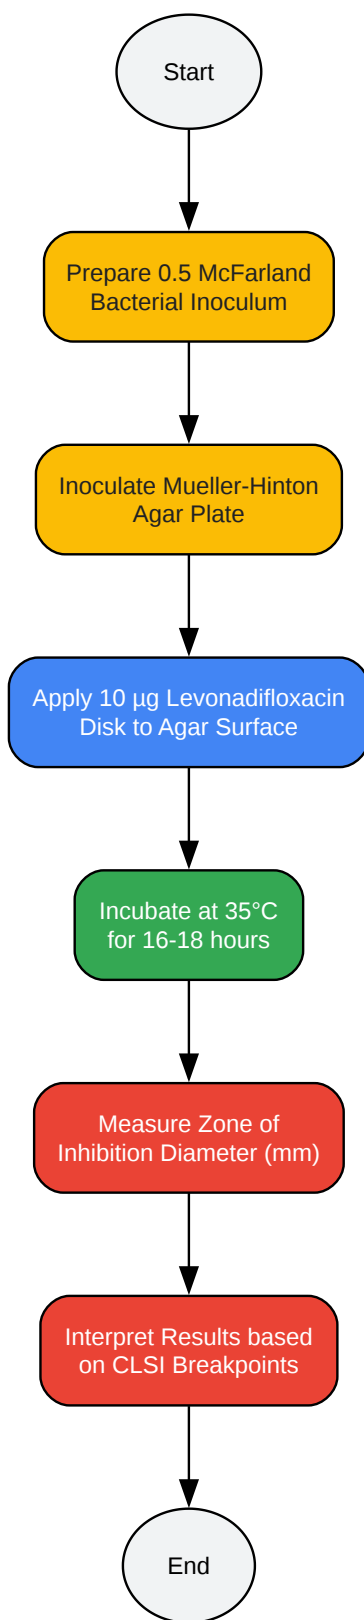 Start
Prepare 0.5 McFarland
Bacterial Inoculum
Inoculate Mueller-Hinton
Agar Plate
Apply 10 µg Levonadifloxacin
Disk to Agar Surface
Incubate at 35°C
for 16-18 hours
Measure Zone of
Inhibition Diameter (mm)
Interpret Results based
on CLSI Breakpoints
End